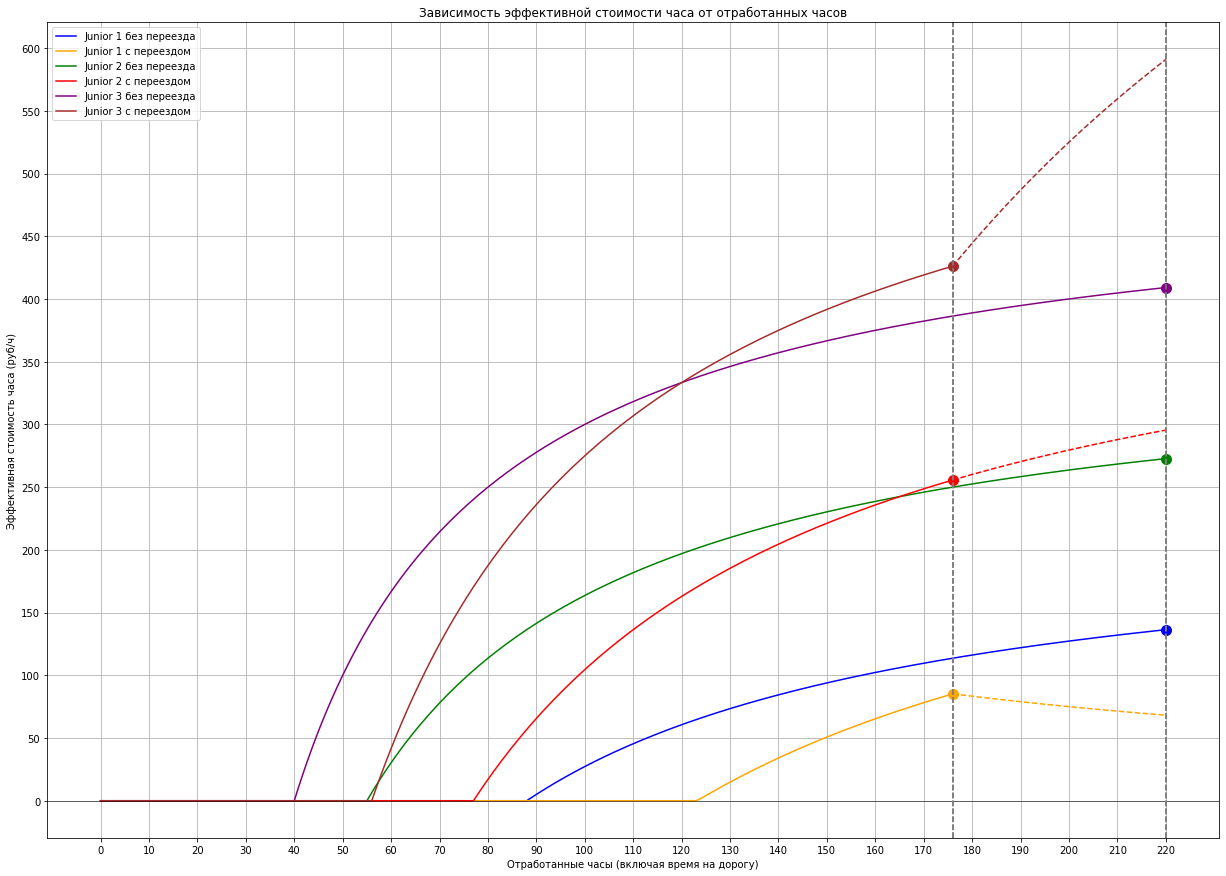 Зависимость эффективной стоимости часа от отработанных часов
Junior 1 без переезда
Junior 1 с переездом
Junior 2 без переезда
Junior 2 с переездом
Junior 3 без переезда
Junior 3 с переездом
Эффективная стоимость часа (руб/ч)
600
550
500
450
400
350
300
250
200
150
100
50
0
0 10 20 30 40 50 60 70 80 90 100 110 120 130 140 150 160 170 180 190 200 210 220
Отработанные часы (включая время на дорогу)